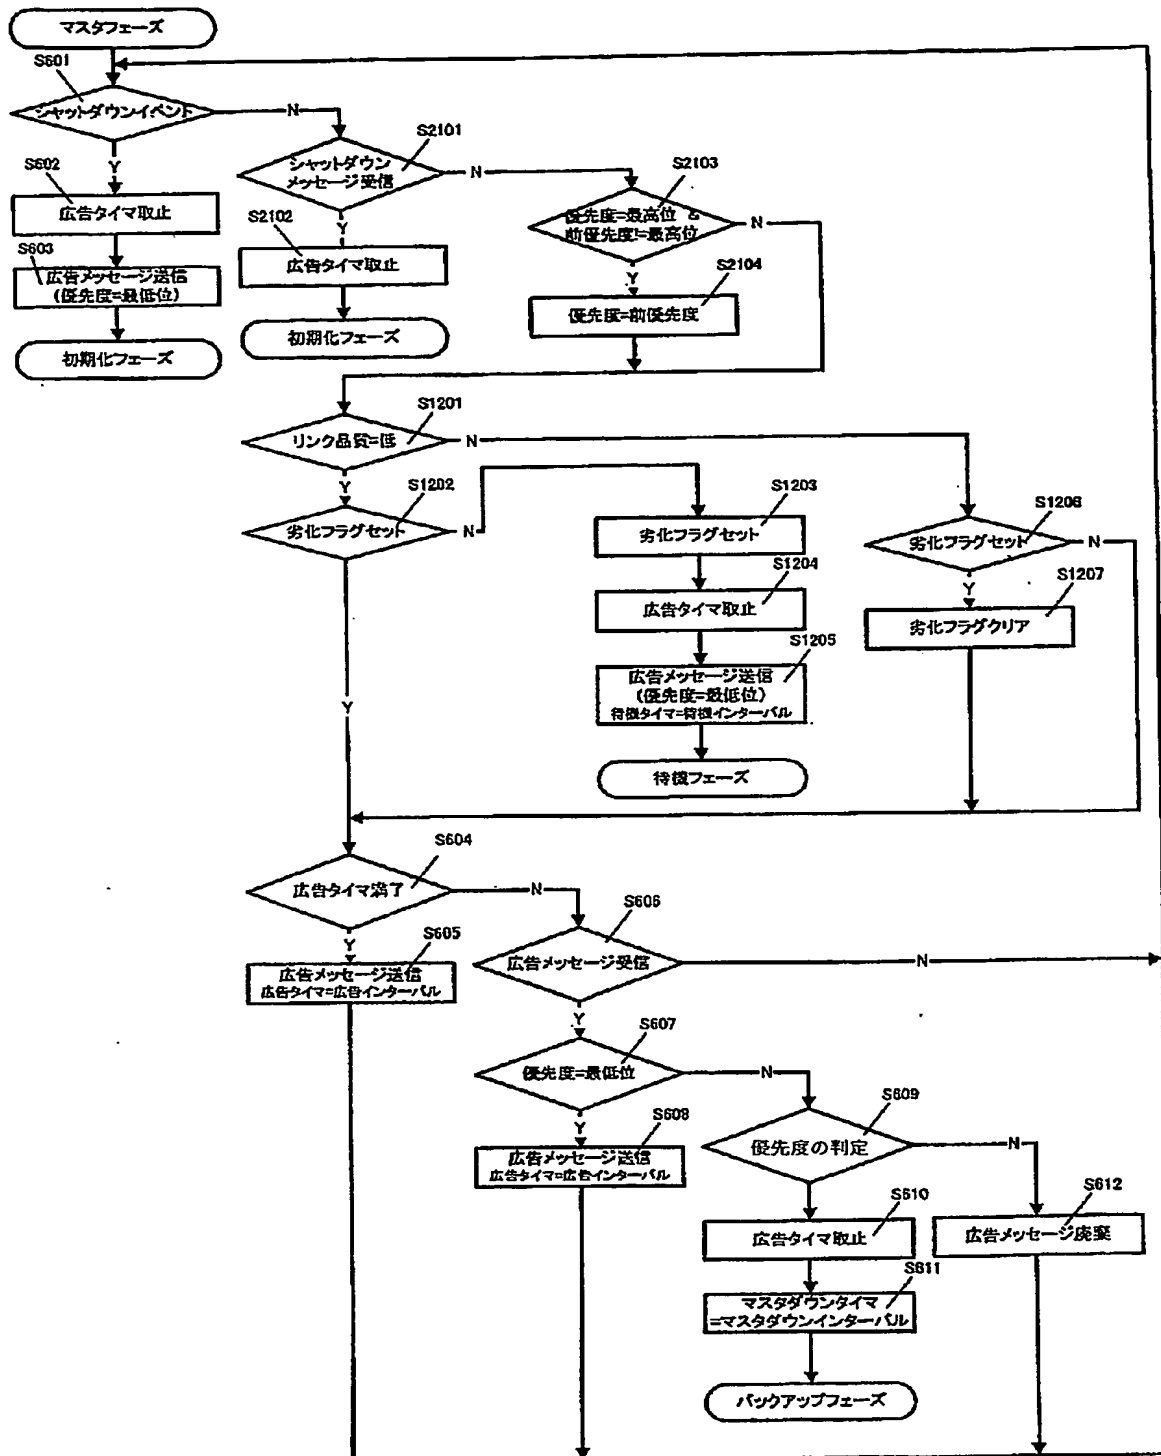 マスタフェーズ
S601
シャットダウンイベント
N
Y
S602
広告タイマ取止
S603
広告メッセージ送信
(優先度=最低位)
初期化フェーズ
S2101
シャットダウン
メッセージ受信
N
Y
S2102
広告タイマ取止
初期化フェーズ
S2103
優先度=最高位 &
前優先度!=最高位
N
Y
S2104
優先度=前優先度
S1201
リンク品質=低
N
Y
S1202
劣化フラグセット
N
Y
S1203
劣化フラグセット
S1204
広告タイマ取止
S1205
広告メッセージ送信
(優先度=最低位)
待機タイマ=待機インターバル
待機フェーズ
S1206
劣化フラグセット
N
Y
S1207
劣化フラグクリア
S604
広告タイマ満了
N
Y
S605
広告メッセージ送信
広告タイマ=広告インターバル
S606
広告メッセージ受信
N
Y
S607
優先度=最低位
N
Y
S608
広告メッセージ送信
広告タイマ=広告インターバル
S609
優先度の判定
N
S610
広告タイマ取止
S611
マスタダウンタイマ
=マスタダウンインターバル
バックアップフェーズ
S612
広告メッセージ廃棄